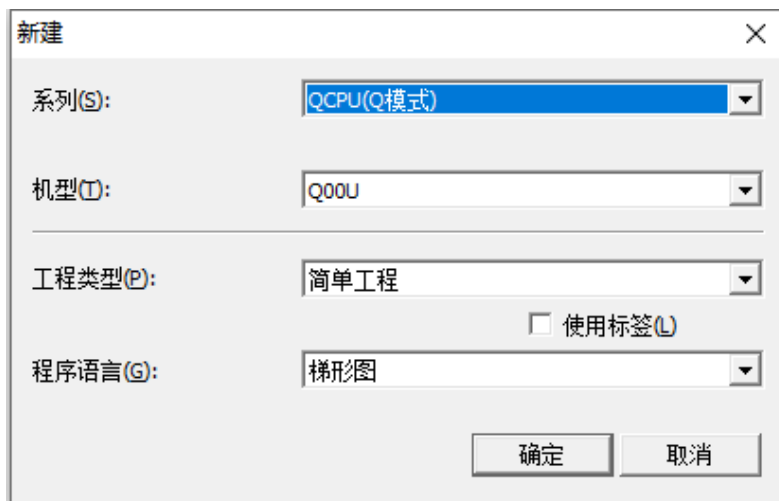 新建
系列(S): QCPU(Q模式)
机型(T): Q00U
工程类型(P): 简单工程
使用标签(L)
程序语言(G): 梯形图
确定 取消